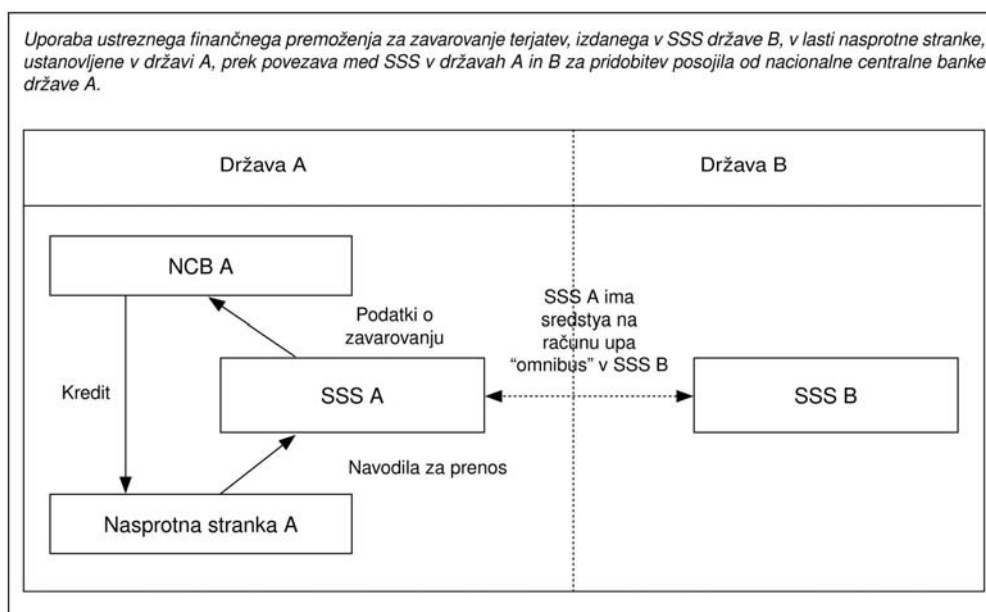 Uporaba ustreznega finančnega premoženja za zavarovanje terjatev, izdanega v SSS države B, v lasti nasprotne stranke,
ustanovljene v državi A, prek povezava med SSS v državah A in B za pridobitev posojila od nacionalne centralne banke
države A.
Država A
Država B
NCB A
Podatki o
zavarovanju
SSS A ima
sredstya na
računu upa
“omnibus” v SSS B
Kredit
SSS A
SSS B
Navodila za prenos
Nasprotna stranka A